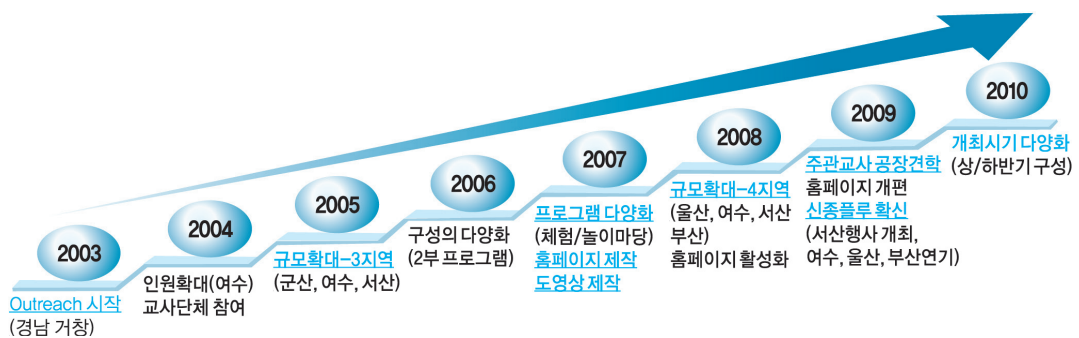 2003
Outreach 시작
(경남 거창)
2004
인원확대(여수)
교사단체 참여
2005
규모확대-3지역
(군산, 여수, 서산)
2006
구성의 다양화
(2부 프로그램)
2007
프로그램 다양화
(체험/놀이마당)
홈페이지 제작
도영상 제작
2008
규모확대-4지역
(울산, 여수, 서산
부산)
홈페이지 활성화
2009
주관교사 공장견학
홈페이지 개편
신종플루 확신
(서산행사 개최,
여수, 울산, 부산연기)
2010
개최시기 다양화
(상/하반기 구성)